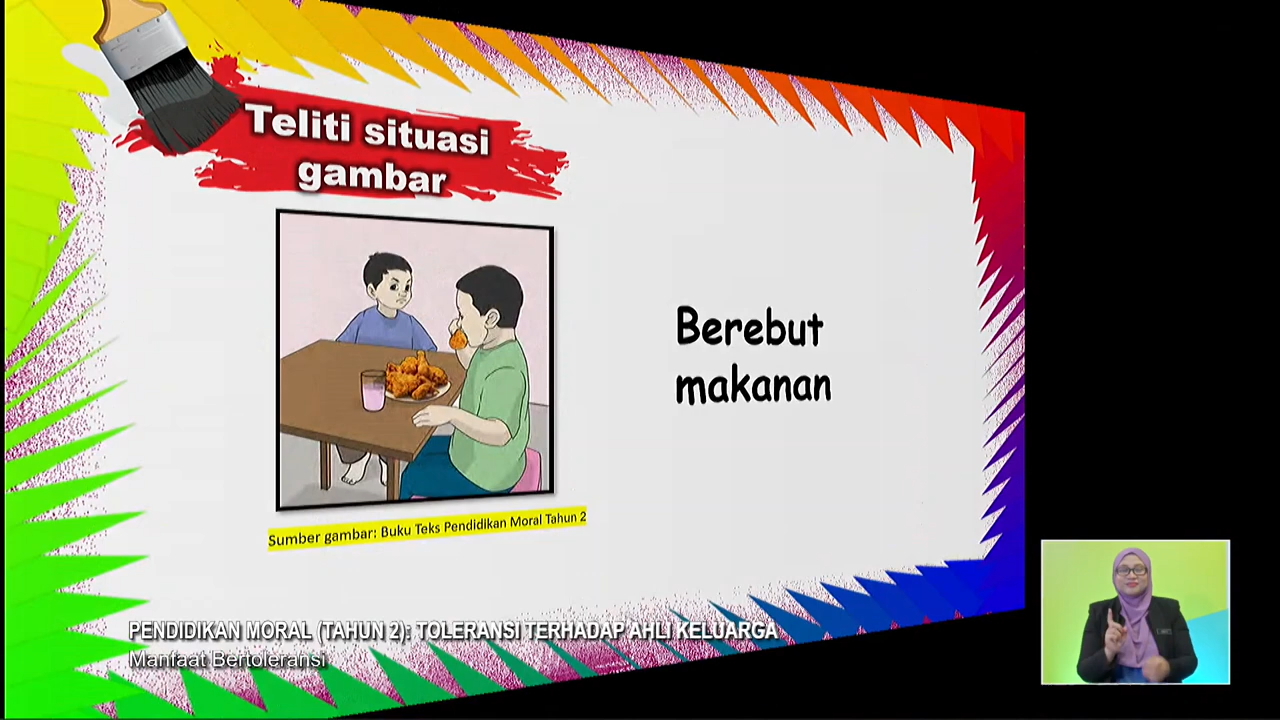 Teliti situasi
gambar
Berebut
makanan
Sumber gambar: Buku Teks Pendidikan Moral Tahun 2
PENDIDIKAN MORAL (TAHUN 2): TOLERANSI TERHADAP AHLI KELUARGA
Manfaat Bertoleransi